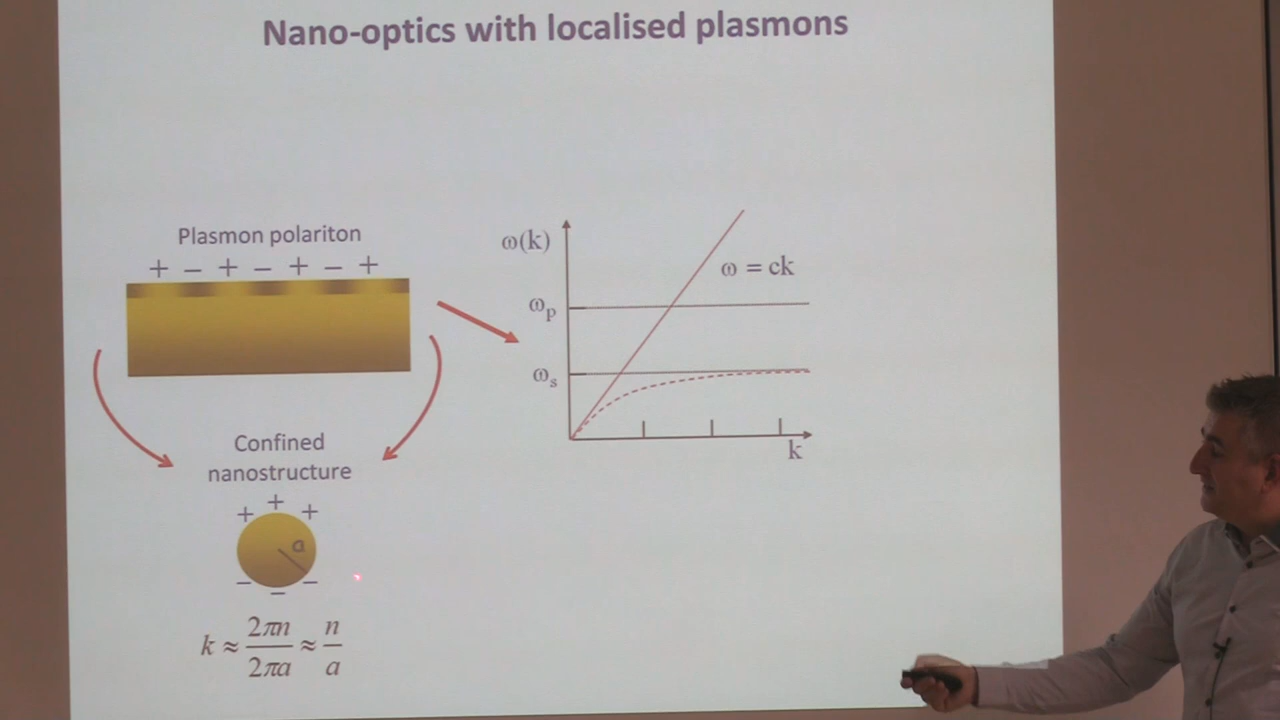 Nano-optics with localised plasmons
Plasmon polariton
+ − + − + − +
ω(k)
ω = ck
ωₚ
ωₛ
k
Confined
nanostructure
+ + +
a
− − −
k ≈ 2πn/2πa ≈ n/a